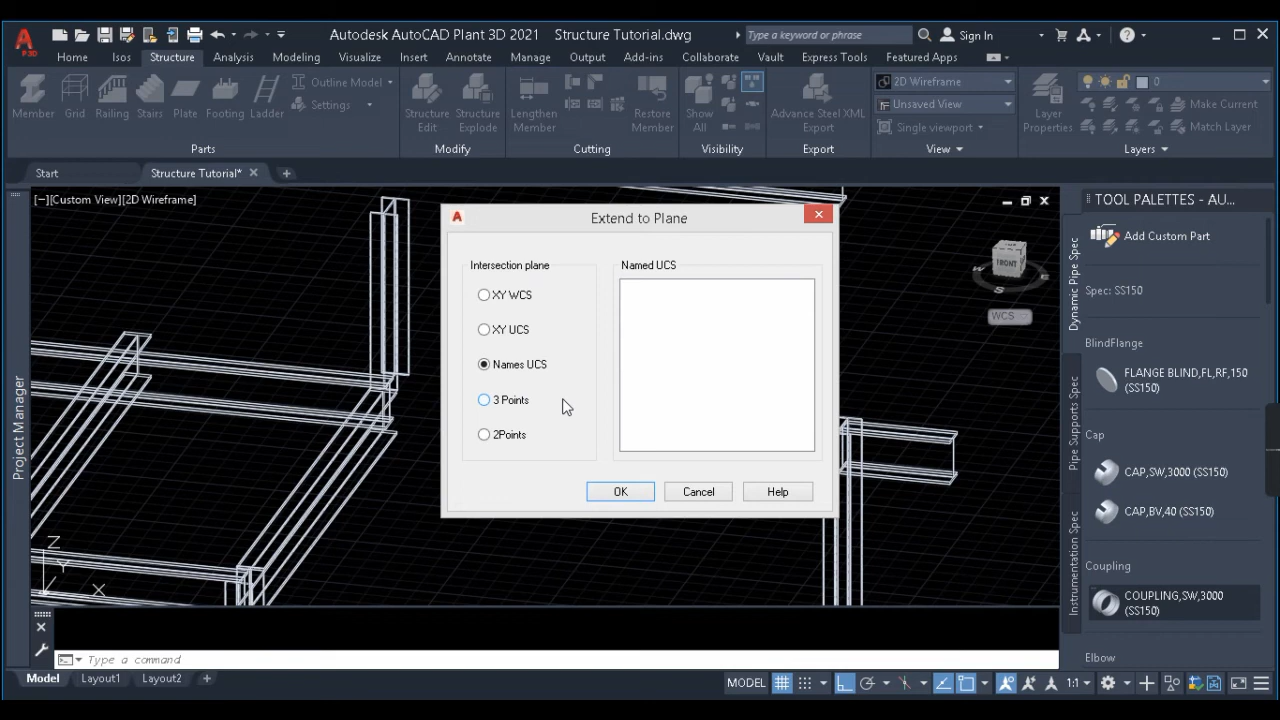 Autodesk AutoCAD Plant 3D 2021 Structure Tutorial.dwg
Type a keyword or phrase
Sign In
P3D
Home Isos Structure Analysis Modeling Visualize Insert Annotate Manage Output Add-ins Collaborate Vault Express Tools Featured Apps
Member
Grid
Railing
Stairs
Plate
Footing
Ladder
Outline Model
Settings
Parts
Structure
Edit
Structure
Explode
Modify
Lengthen
Member
Restore
Member
Cutting
Show
All
Visibility
Advance Steel XML
Export
Export
2D Wireframe
Unsaved View
Single viewport
View
Layer
Properties
0
Make Current
Match Layer
Layers
Start
Structure Tutorial*
[−][Custom View][2D Wireframe]
Project Manager
Extend to Plane
Intersection plane
XY WCS
XY UCS
Names UCS
3 Points
2Points
Named UCS
OK
Cancel
Help
FRONT
W
S
WCS
Z
Y
X
TOOL PALETTES - AU...
Dynamic Pipe Spec
Pipe Supports Spec
Instrumentation Spec
Add Custom Part
Spec: SS150
BlindFlange
FLANGE BLIND,FL,RF,150
(SS150)
Cap
CAP,SW,3000 (SS150)
CAP,BV,40 (SS150)
Coupling
COUPLING,SW,3000
(SS150)
Elbow
Type a command
Model Layout1 Layout2
MODEL
1:1